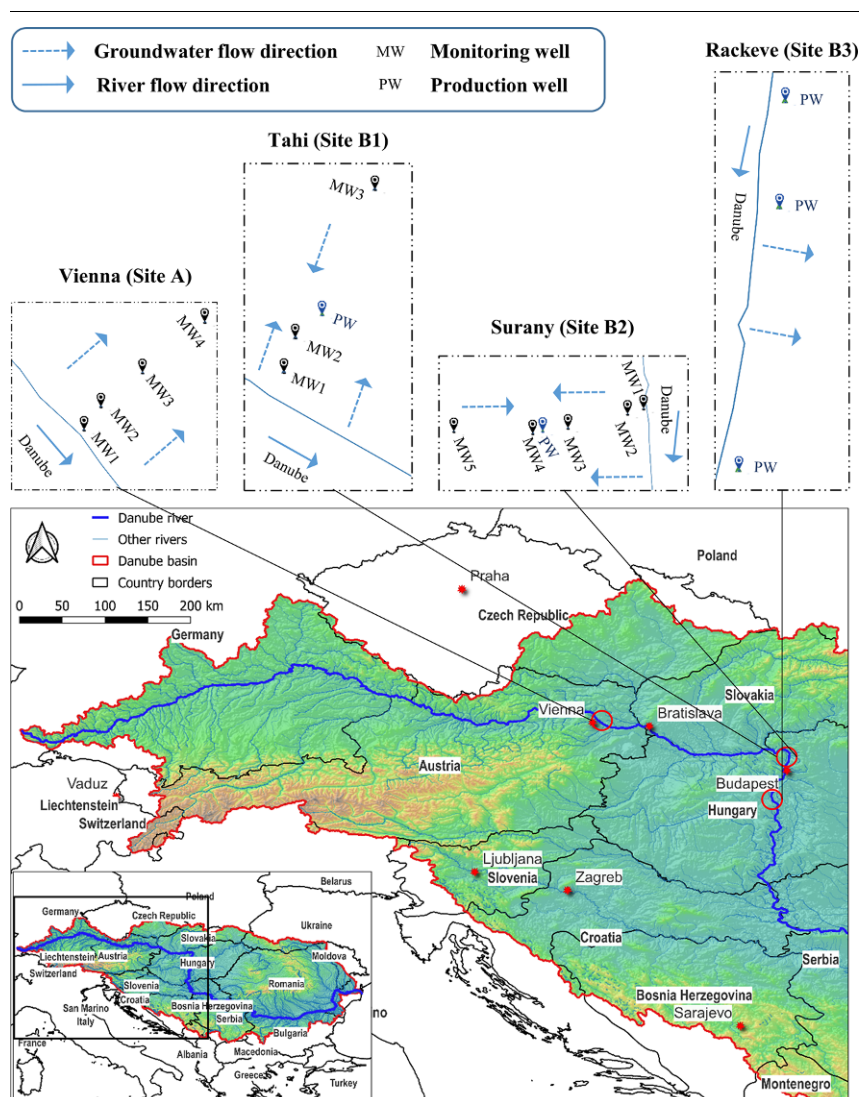 Groundwater flow direction MW Monitoring well
River flow direction PW Production well
Rackeve (Site B3)
PW
Danube
PW
PW
Tahi (Site B1)
MW3
PW
MW2
MW1
Danube
Vienna (Site A)
MW4
MW3
MW2
MW1
Danube
Surany (Site B2)
MW1
Danube
MW5
MW4
PW
MW3
MW2
Danube river
Other rivers
Danube basin
Country borders
0 50 100 150 200 km
Poland
Praha
Czech Republic
Germany
Slovakia
Vienna
Bratislava
Austria
Budapest
Hungary
Vaduz
Liechtenstein
Switzerland
Ljubljana
Slovenia
Zagreb
Croatia
Serbia
Bosnia Herzegovina
Sarajevo
Montenegro
Belarus
Poland
Germany
Czech Republic
Ukraine
Slovakia
Moldova
Liechtenstein
Austria
Hungary
Switzerland
Romania
Slovenia
Croatia
Bosnia Herzegovina
San Marino
Serbia
Italy
Bulgaria
France
Albania
Macedonia
Greece
Turkey